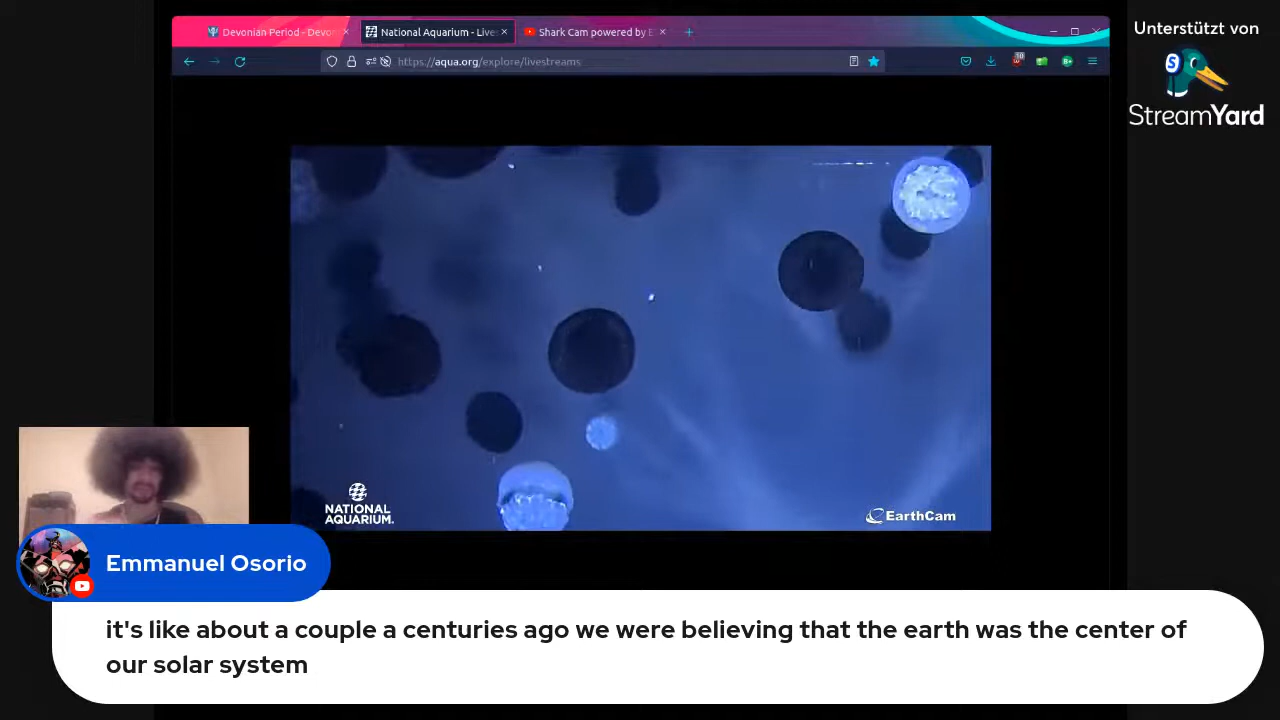 Devonian Period - Devo
National Aquarium - Live
Shark Cam powered by E
https://aqua.org/explore/livestreams
Unterstützt von
StreamYard
NATIONAL
AQUARIUM.
EarthCam
Emmanuel Osorio
it's like about a couple a centuries ago we were believing that the earth was the center of
our solar system